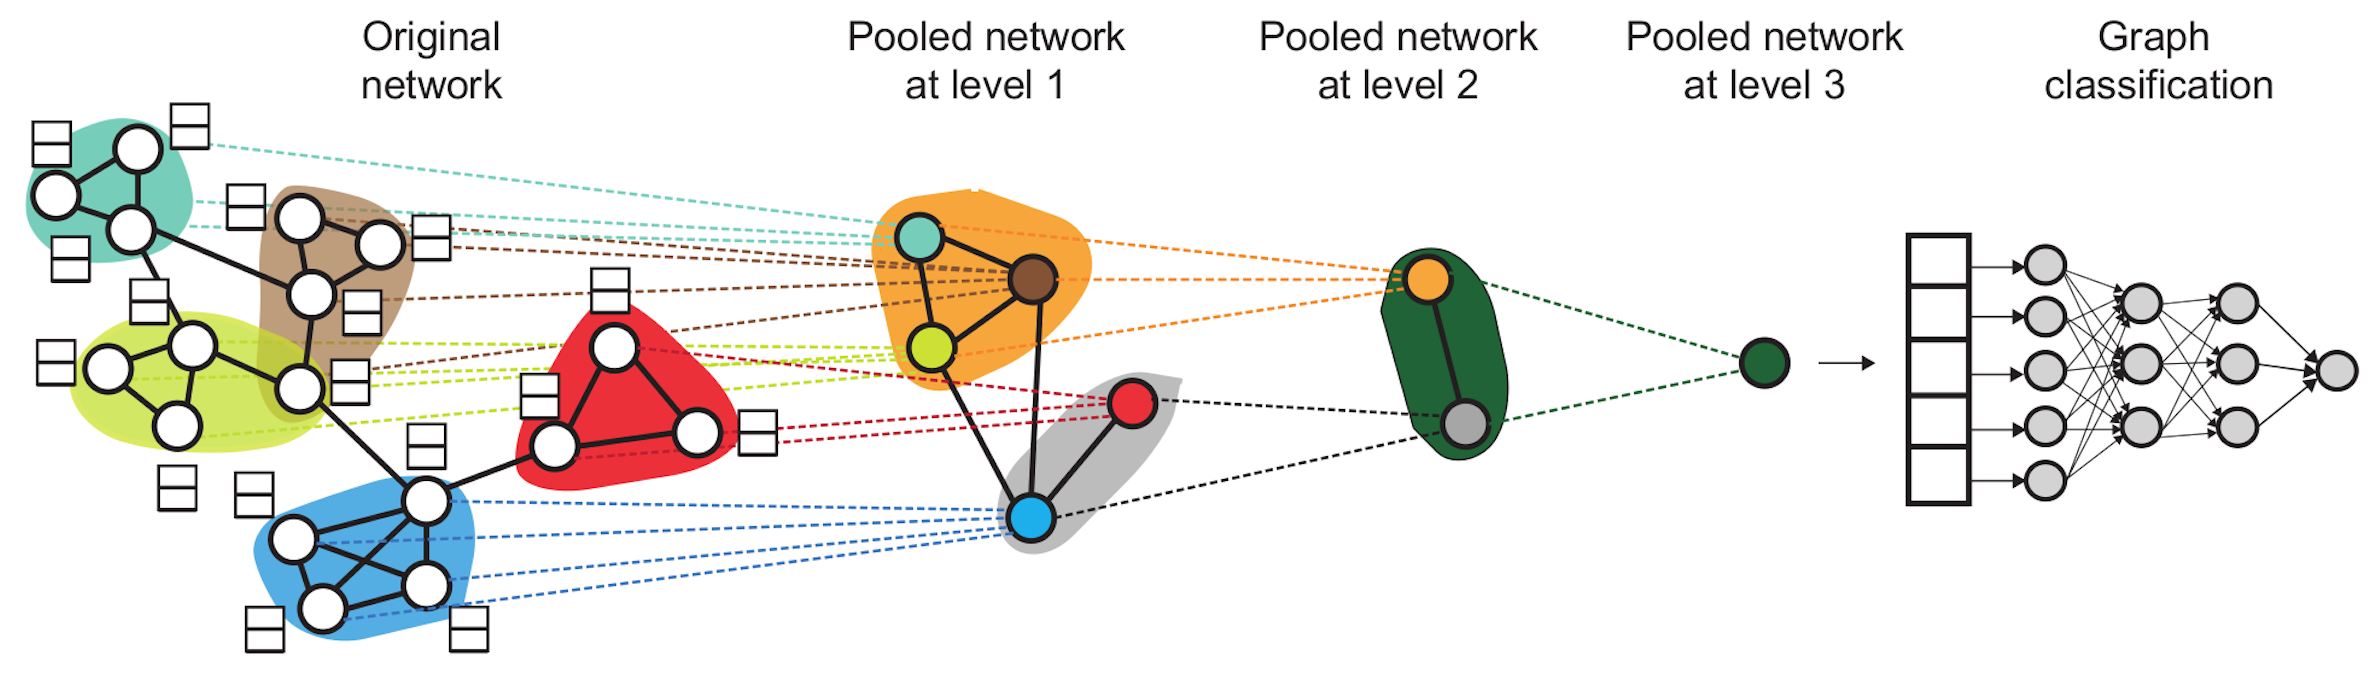 Original
network
Pooled network
at level 1
Pooled network
at level 2
Pooled network
at level 3
Graph
classification